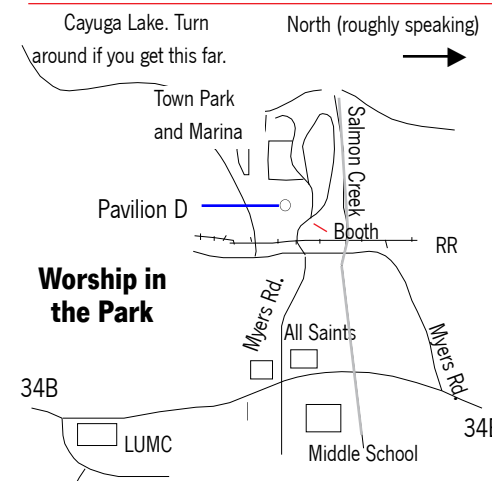 Cayuga Lake. Turn
around if you get this far.
North (roughly speaking)
Town Park
and Marina
Salmon Creek
Pavilion D
Booth
RR
Worship in
the Park
Myers Rd.
All Saints
Myers Rd.
34B
34B
LUMC
Middle School